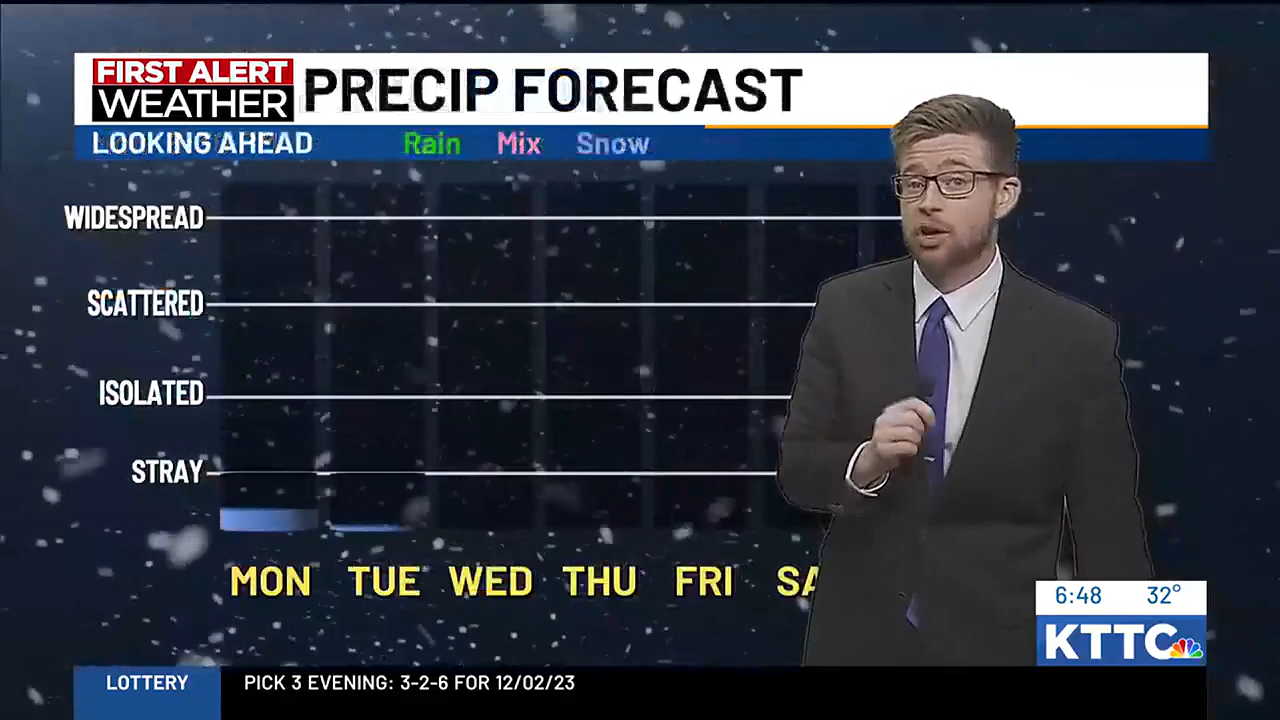 FIRST ALERT
WEATHER
PRECIP FORECAST
LOOKING AHEAD
Rain Mix Snow
WIDESPREAD
SCATTERED
ISOLATED
STRAY
MON TUE WED THU FRI SA
6:48 32°
KTTC
LOTTERY
PICK 3 EVENING: 3-2-6 FOR 12/02/23